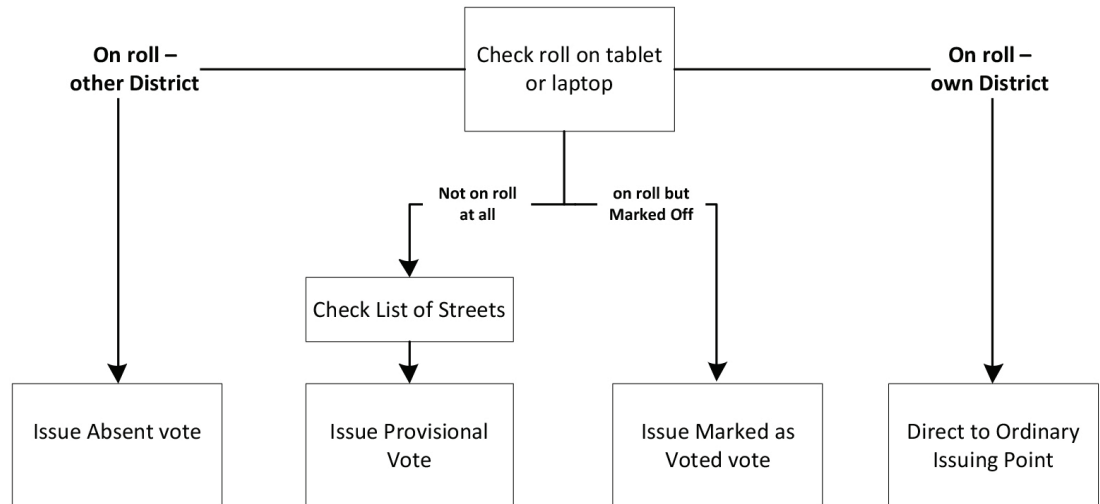 Check roll on tablet
or laptop
On roll –
other District
On roll –
own District
Not on roll
at all
on roll but
Marked Off
Check List of Streets
Issue Absent vote
Issue Provisional
Vote
Issue Marked as
Voted vote
Direct to Ordinary
Issuing Point